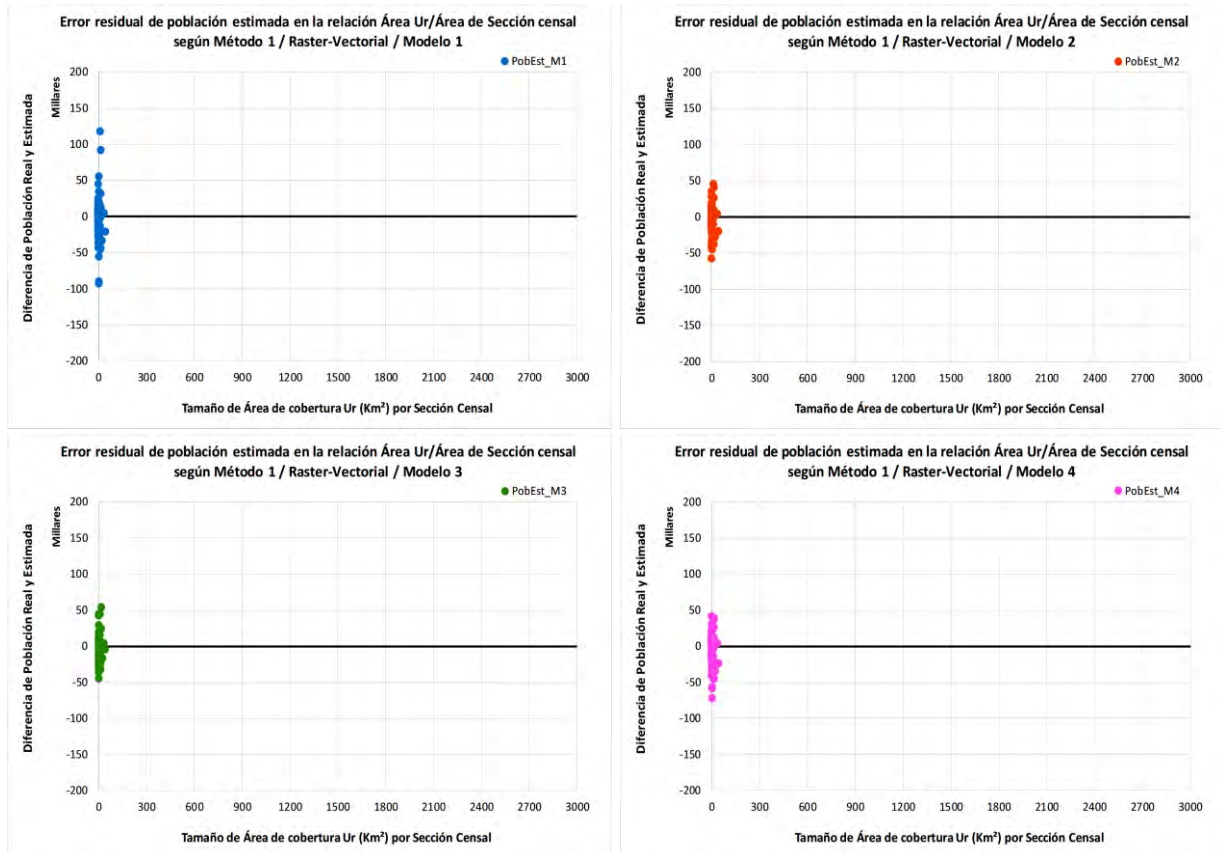 Error residual de población estimada en la relación Área Ur/Área de Sección censal
según Método 1 / Raster-Vectorial / Modelo 1
PobEst_M1
Diferencia de Población Real y Estimada
Millares
200
150
100
50
0
-50
-100
-150
-200
0 300 600 900 1200 1500 1800 2100 2400 2700 3000
Tamaño de Área de cobertura Ur (Km²) por Sección Censal
Error residual de población estimada en la relación Área Ur/Área de Sección censal
según Método 1 / Raster-Vectorial / Modelo 2
PobEst_M2
Diferencia de Población Real y Estimada
Millares
200
150
100
50
0
-50
-100
-150
-200
0 300 600 900 1200 1500 1800 2100 2400 2700 3000
Tamaño de Área de cobertura Ur (Km²) por Sección Censal
Error residual de población estimada en la relación Área Ur/Área de Sección censal
según Método 1 / Raster-Vectorial / Modelo 3
PobEst_M3
Diferencia de Población Real y Estimada
Millares
200
150
100
50
0
-50
-100
-150
-200
0 300 600 900 1200 1500 1800 2100 2400 2700 3000
Tamaño de Área de cobertura Ur (Km²) por Sección Censal
Error residual de población estimada en la relación Área Ur/Área de Sección censal
según Método 1 / Raster-Vectorial / Modelo 4
PobEst_M4
Diferencia de Población Real y Estimada
Millares
200
150
100
50
0
-50
-100
-150
-200
0 300 600 900 1200 1500 1800 2100 2400 2700 3000
Tamaño de Área de cobertura Ur (Km²) por Sección Censal